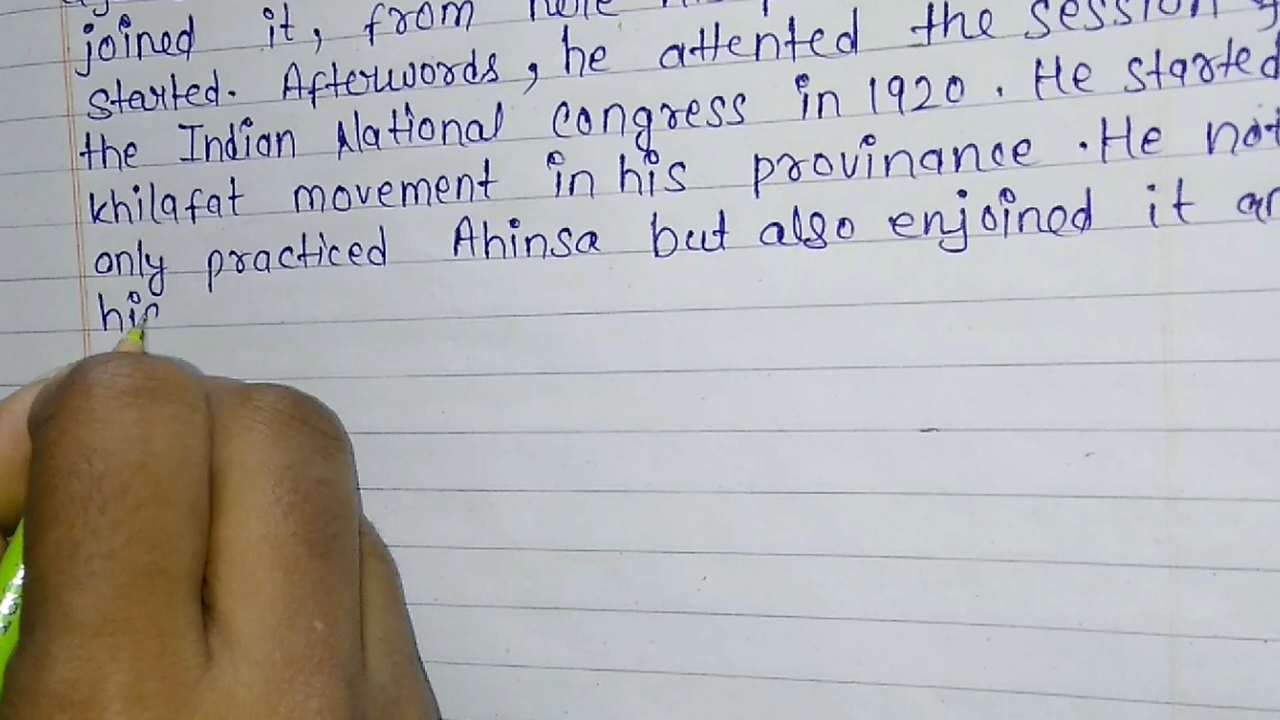 joined it, from here
started. Afterwords, he attented the session
the Indian National congress in 1920. He started
khilafat movement in his provinance. He not
only practiced Ahinsa but also enjoined it